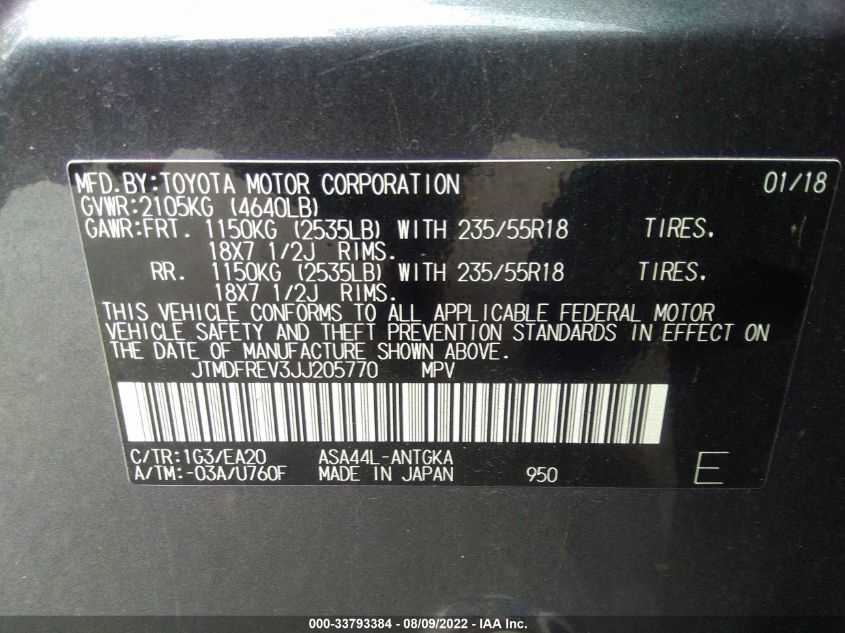 MFD.BY:TOYOTA MOTOR CORPORATION 01/18
GVWR:2105KG (4640LB)
GAWR:FRT. 1150KG (2535LB) WITH 235/55R18 TIRES.
18X7 1/2J RIMS.
RR. 1150KG (2535LB) WITH 235/55R18 TIRES.
18X7 1/2J RIMS.
THIS VEHICLE CONFORMS TO ALL APPLICABLE FEDERAL MOTOR
VEHICLE SAFETY AND THEFT PREVENTION STANDARDS IN EFFECT ON
THE DATE OF MANUFACTURE SHOWN ABOVE.
JTMDFREV3JJ205770 MPV
C/TR:1G3/EA20 ASA44L-ANTGKA
A/TM:-03A/U760F MADE IN JAPAN 950 E
000-33793384 - 08/09/2022 - IAA Inc.